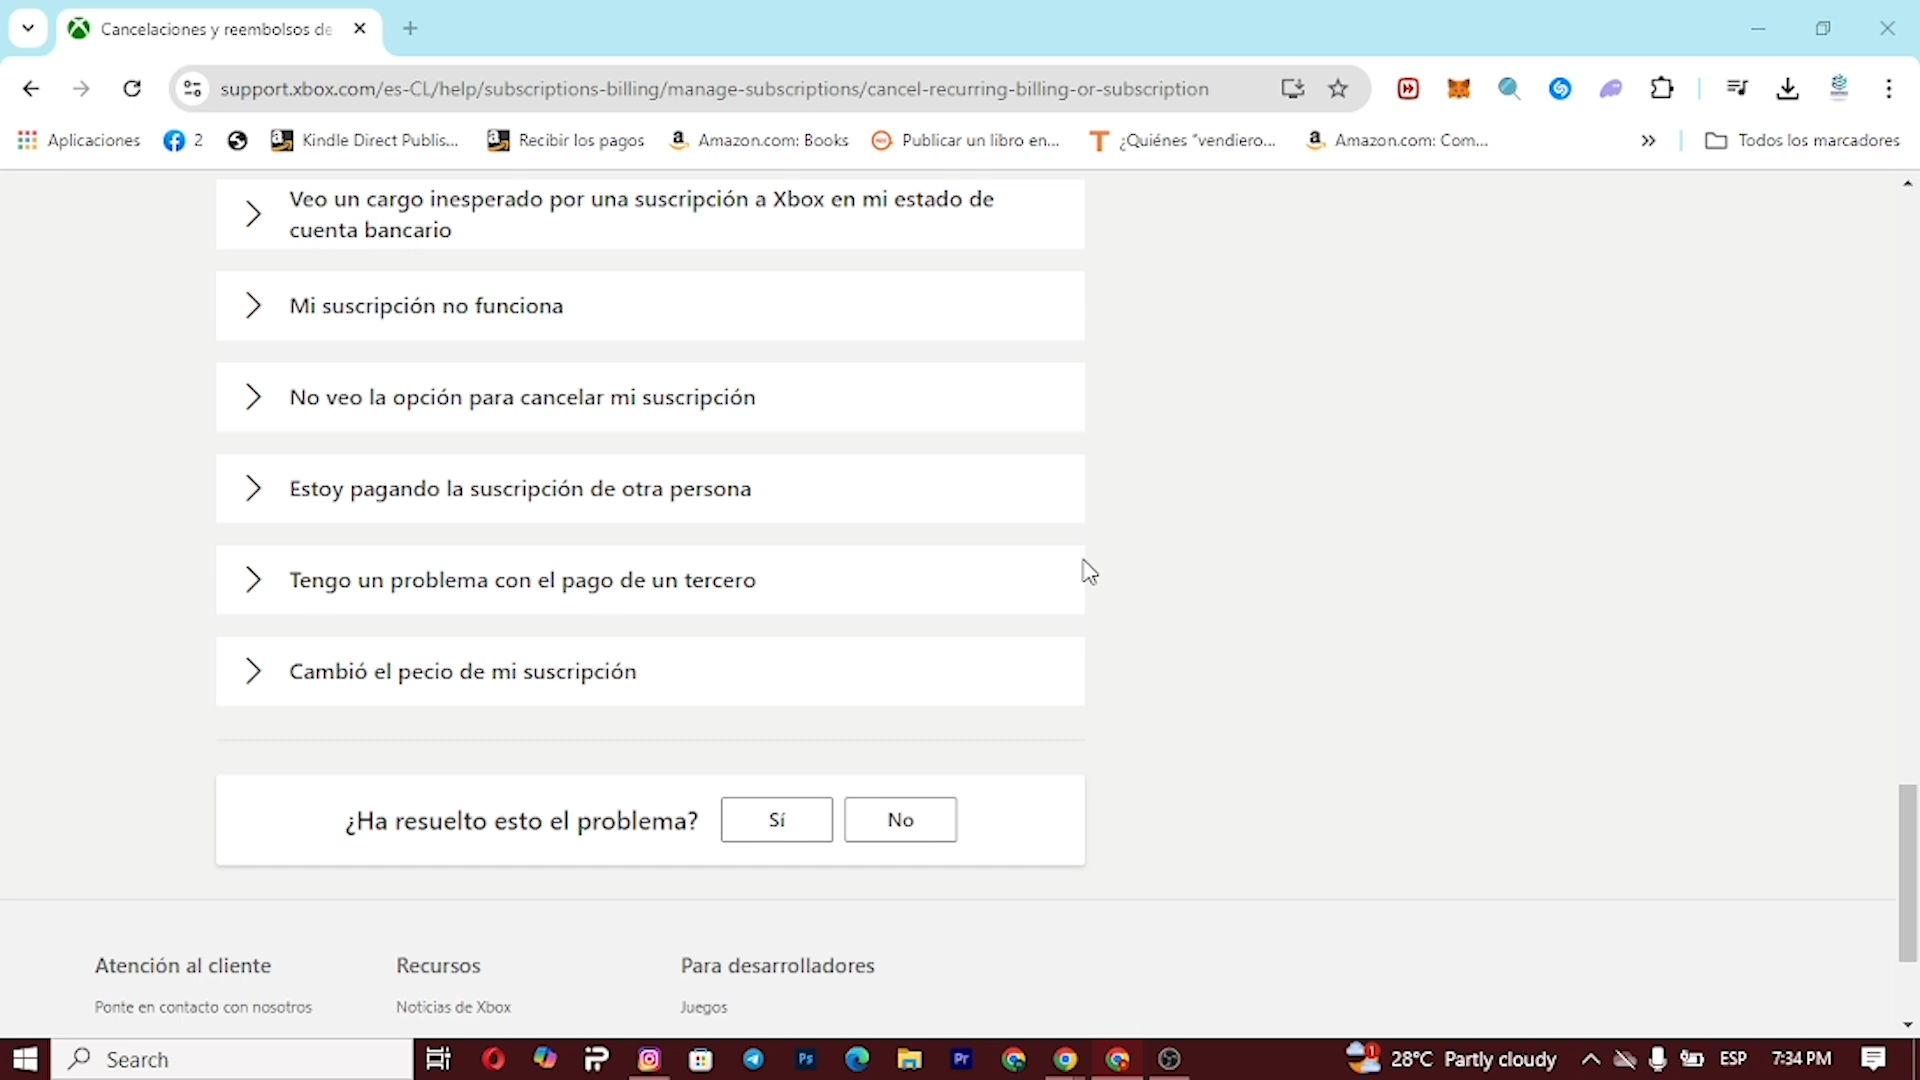 Cancelaciones y reembolsos de
support.xbox.com/es-CL/help/subscriptions-billing/manage-subscriptions/cancel-recurring-billing-or-subscription
Aplicaciones 2 Kindle Direct Publis... Recibir los pagos Amazon.com: Books Publicar un libro en... ¿Quiénes "vendiero... Amazon.com: Com... Todos los marcadores
Veo un cargo inesperado por una suscripción a Xbox en mi estado de
cuenta bancario
Mi suscripción no funciona
No veo la opción para cancelar mi suscripción
Estoy pagando la suscripción de otra persona
Tengo un problema con el pago de un tercero
Cambió el pecio de mi suscripción
¿Ha resuelto esto el problema? Sí No
Atención al cliente Recursos Para desarrolladores
Ponte en contacto con nosotros Noticias de Xbox Juegos
Search Ps Pr 28°C Partly cloudy ESP 7:34 PM